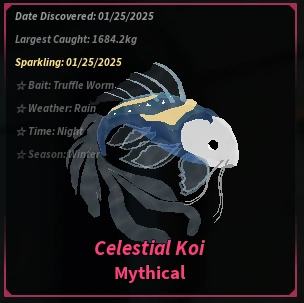 Date Discovered: 01/25/2025
Largest Caught: 1684.2kg
Sparkling: 01/25/2025
☆ Bait: Truffle Worm
☆ Weather: Rain
☆ Time: Night
☆ Season: Winter
Celestial Koi
Mythical